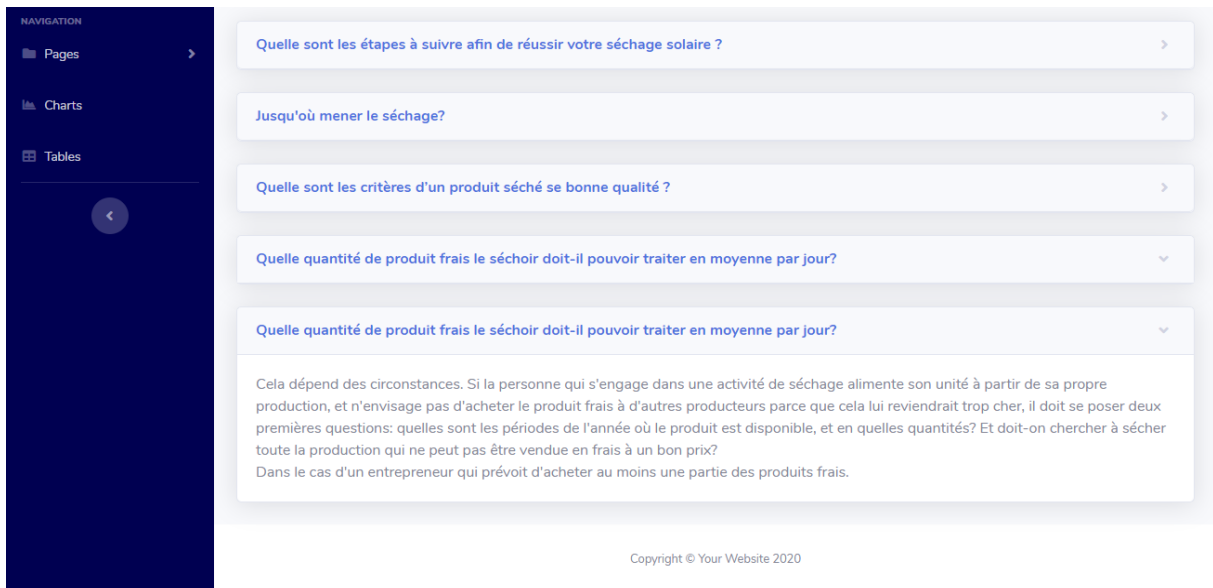 NAVIGATION
Pages
Charts
Tables
Quelle sont les étapes à suivre afin de réussir votre séchage solaire ?
Jusqu'où mener le séchage?
Quelle sont les critères d'un produit séché se bonne qualité ?
Quelle quantité de produit frais le séchoir doit-il pouvoir traiter en moyenne par jour?
Quelle quantité de produit frais le séchoir doit-il pouvoir traiter en moyenne par jour?
Cela dépend des circonstances. Si la personne qui s'engage dans une activité de séchage alimente son unité à partir de sa propre
production, et n'envisage pas d'acheter le produit frais à d'autres producteurs parce que cela lui reviendrait trop cher, il doit se poser deux
premières questions: quelles sont les périodes de l'année où le produit est disponible, et en quelles quantités? Et doit-on chercher à sécher
toute la production qui ne peut pas être vendue en frais à un bon prix?
Dans le cas d'un entrepreneur qui prévoit d'acheter au moins une partie des produits frais.
Copyright © Your Website 2020